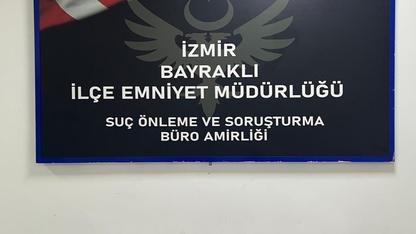 İZMİR
BAYRAKLI
İLÇE EMNİYET MÜDÜRLÜĞÜ
SUÇ ÖNLEME VE SORUŞTURMA
BÜRO AMİRLİĞİ